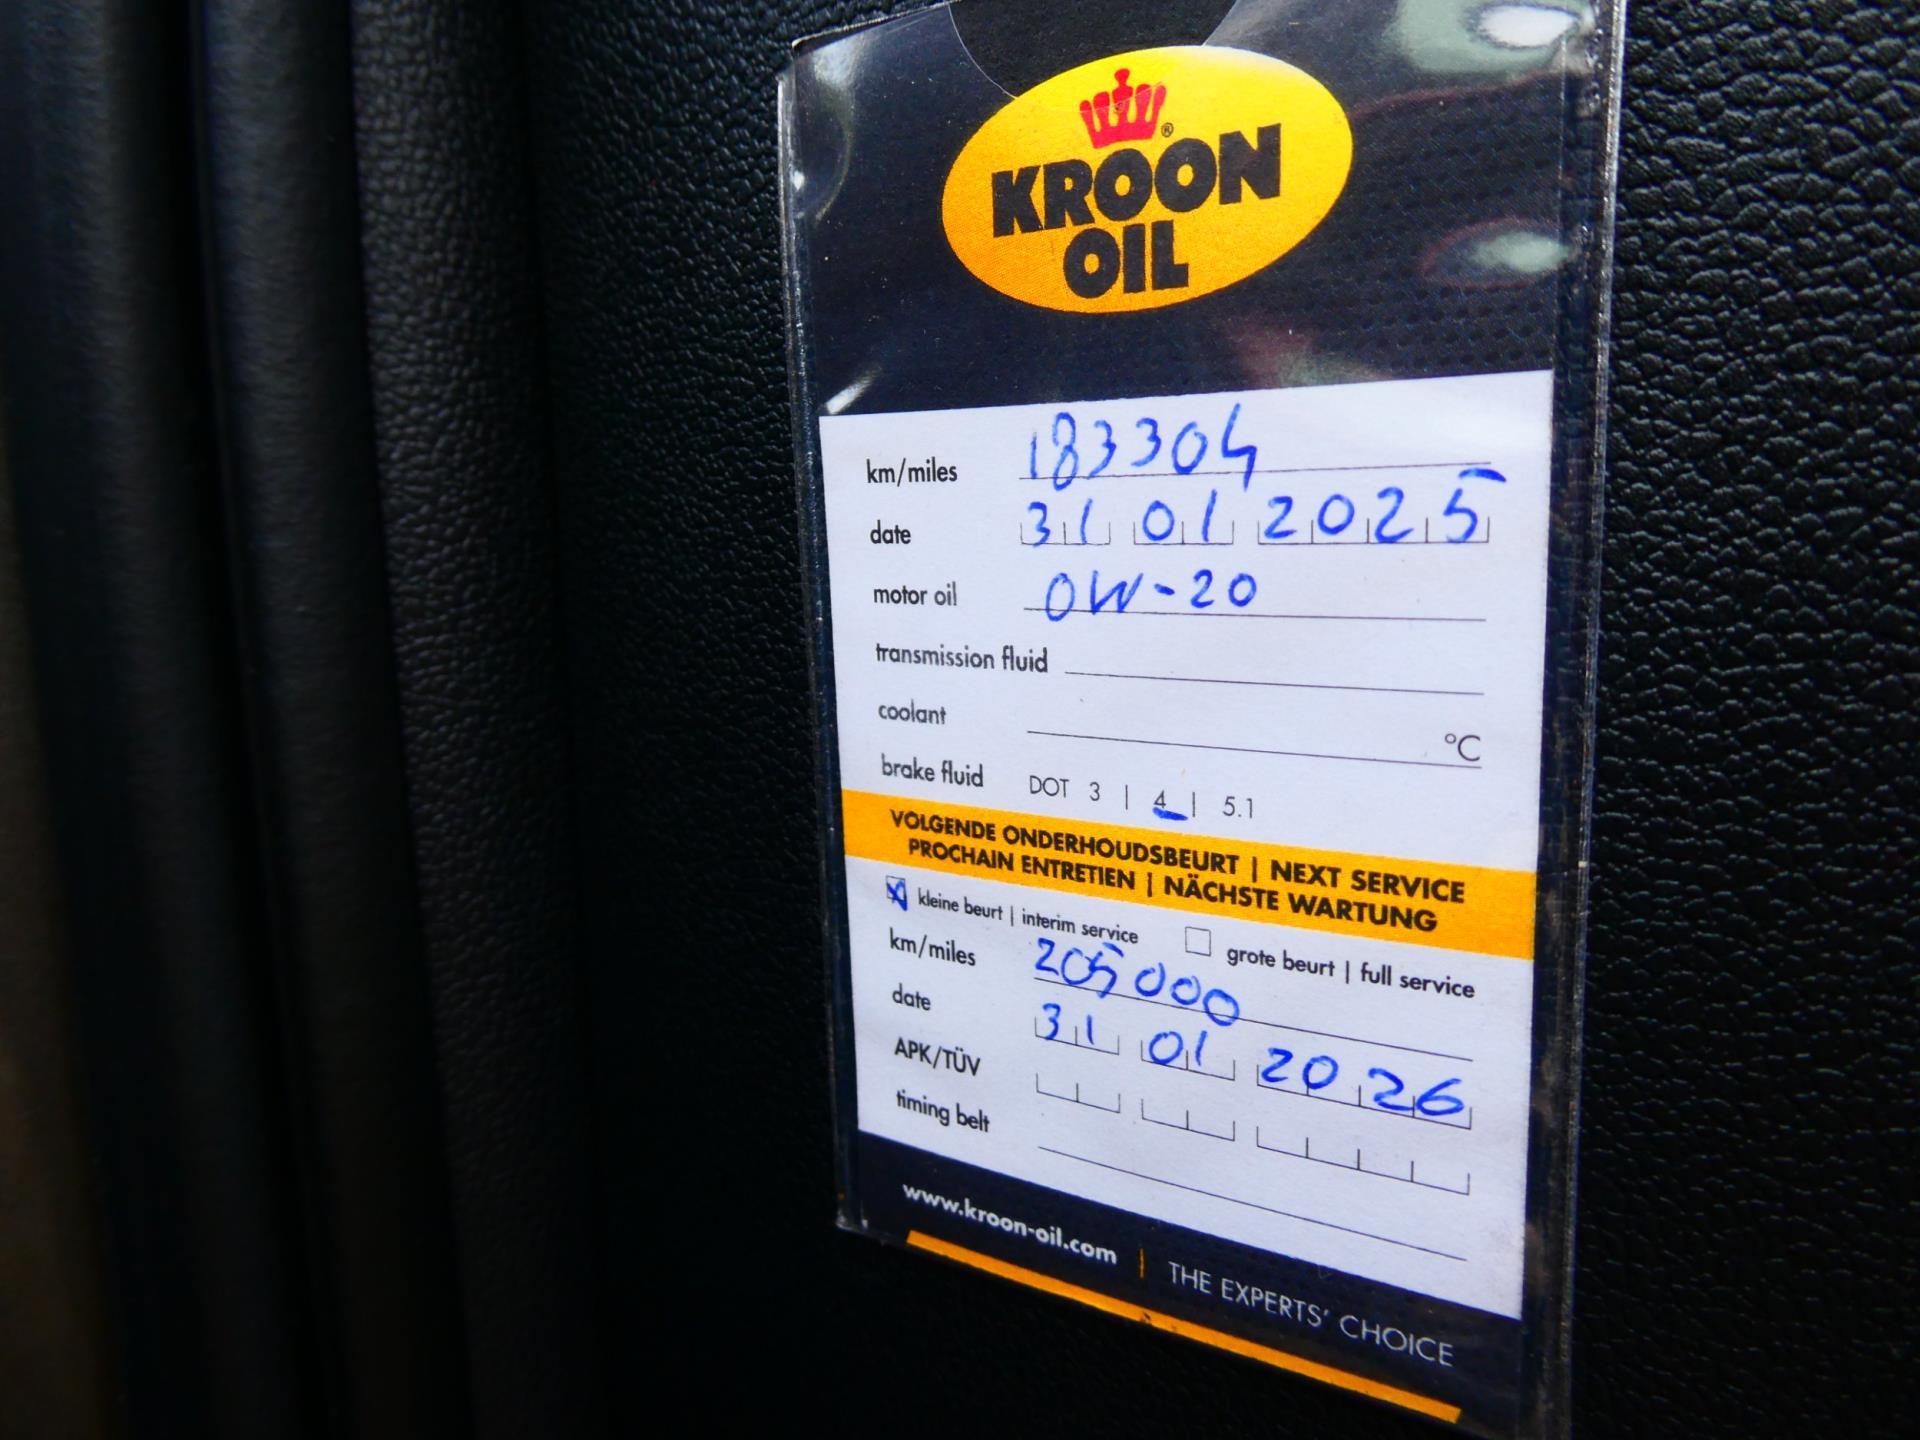 KROON
OIL
®
km/miles 183304
date 31 01 2025
motor oil 0W-20
transmission fluid
coolant °C
brake fluid DOT 3 | 4 | 5.1
VOLGENDE ONDERHOUDSBEURT | NEXT SERVICE
PROCHAIN ENTRETIEN | NÄCHSTE WARTUNG
kleine beurt | interim service grote beurt | full service
km/miles 205000
date 31 01 2026
APK/TÜV
timing belt
www.kroon-oil.com | THE EXPERTS' CHOICE